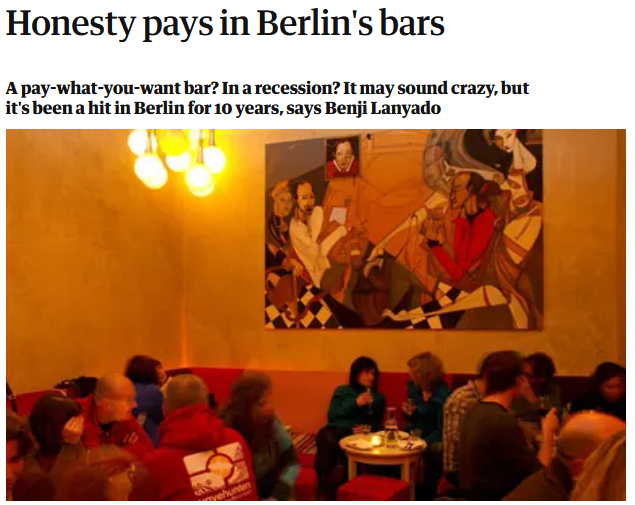 Honesty pays in Berlin's bars
A pay-what-you-want bar? In a recession? It may sound crazy, but
it's been a hit in Berlin for 10 years, says Benji Lanyado